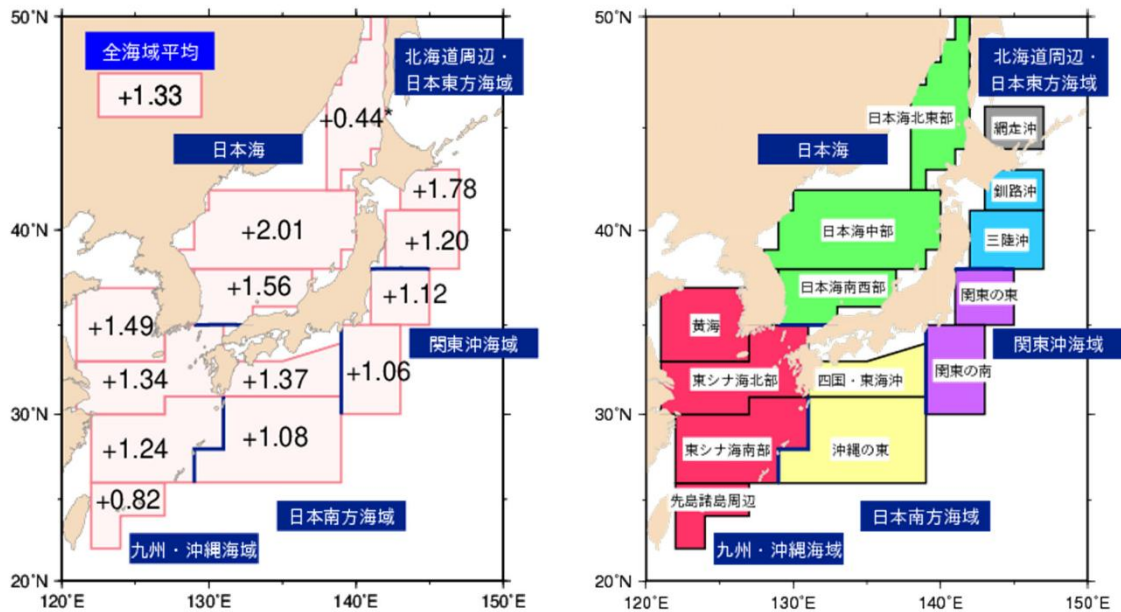 50°N
40°N
30°N
20°N
120°E
130°E
140°E
150°E
全海域平均
+1.33
北海道周辺・
日本東方海域
+0.44*
日本海
+1.78
+2.01
+1.20
+1.56
+1.12
+1.49
関東沖海域
+1.34
+1.37
+1.06
+1.24
+1.08
+0.82
日本南方海域
九州・沖縄海域
50°N
40°N
30°N
20°N
120°E
130°E
140°E
150°E
北海道周辺・
日本東方海域
日本海北東部
網走沖
日本海
釧路沖
日本海中部
三陸沖
日本海南西部
関東の東
黄海
関東沖海域
東シナ海北部
四国・東海沖
関東の南
東シナ海南部
沖縄の東
先島諸島周辺
日本南方海域
九州・沖縄海域